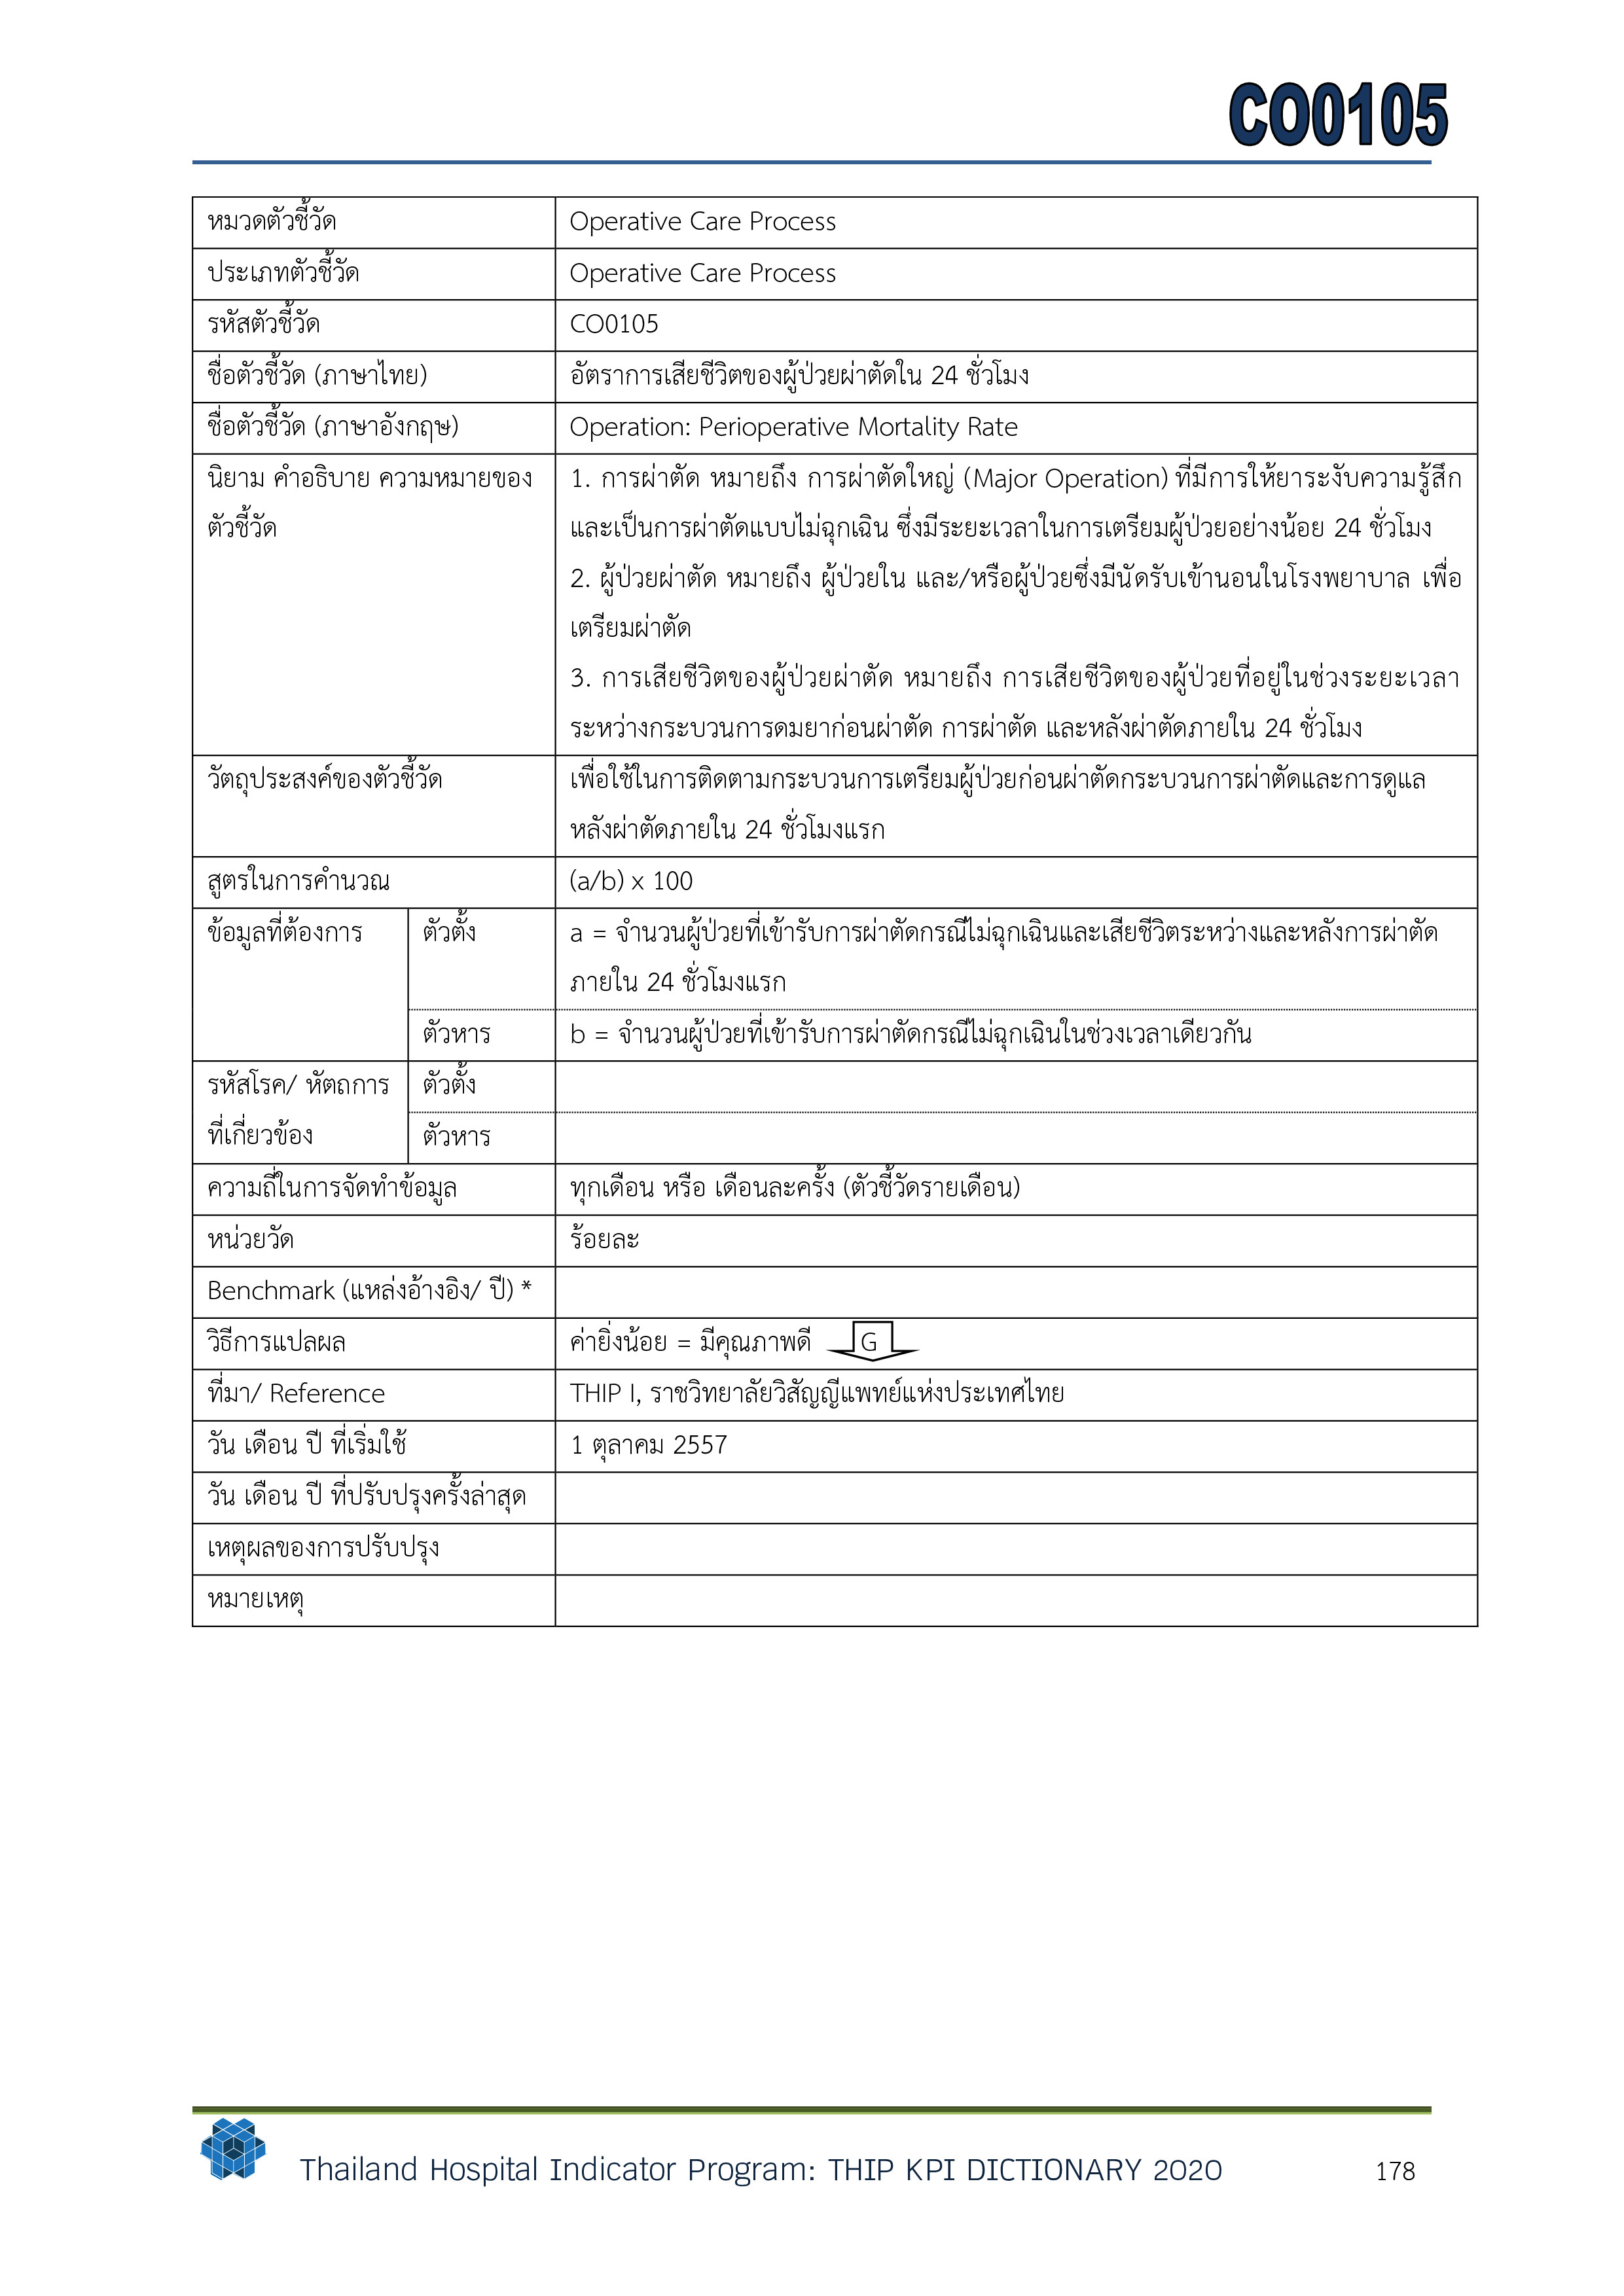 CO0105
หมวดตัวชี้วัด Operative Care Process
ประเภทตัวชี้วัด Operative Care Process
รหัสตัวชี้วัด CO0105
ชื่อตัวชี้วัด (ภาษาไทย) อัตราการเสียชีวิตของผู้ป่วยผ่าตัดใน 24 ชั่วโมง
ชื่อตัวชี้วัด (ภาษาอังกฤษ) Operation: Perioperative Mortality Rate
นิยาม คำอธิบาย ความหมายของ
ตัวชี้วัด
1. การผ่าตัด หมายถึง การผ่าตัดใหญ่ (Major Operation) ที่มีการให้ยาระงับความรู้สึก
และเป็นการผ่าตัดแบบไม่ฉุกเฉิน ซึ่งมีระยะเวลาในการเตรียมผู้ป่วยอย่างน้อย 24 ชั่วโมง
2. ผู้ป่วยผ่าตัด หมายถึง ผู้ป่วยใน และ/หรือผู้ป่วยซึ่งมีนัดรับเข้านอนในโรงพยาบาล เพื่อ
เตรียมผ่าตัด
3. การเสียชีวิตของผู้ป่วยผ่าตัด หมายถึง การเสียชีวิตของผู้ป่วยที่อยู่ในช่วงระยะเวลา
ระหว่างกระบวนการดมยาก่อนผ่าตัด การผ่าตัด และหลังผ่าตัดภายใน 24 ชั่วโมง
วัตถุประสงค์ของตัวชี้วัด เพื่อใช้ในการติดตามกระบวนการเตรียมผู้ป่วยก่อนผ่าตัดกระบวนการผ่าตัดและการดูแล
หลังผ่าตัดภายใน 24 ชั่วโมงแรก
สูตรในการคำนวณ (a/b) x 100
ข้อมูลที่ต้องการ ตัวตั้ง a = จำนวนผู้ป่วยที่เข้ารับการผ่าตัดกรณีไม่ฉุกเฉินและเสียชีวิตระหว่างและหลังการผ่าตัด
ภายใน 24 ชั่วโมงแรก
ตัวหาร b = จำนวนผู้ป่วยที่เข้ารับการผ่าตัดกรณีไม่ฉุกเฉินในช่วงเวลาเดียวกัน
รหัสโรค/ หัตถการ ตัวตั้ง
ที่เกี่ยวข้อง ตัวหาร
ความถี่ในการจัดทำข้อมูล ทุกเดือน หรือ เดือนละครั้ง (ตัวชี้วัดรายเดือน)
หน่วยวัด ร้อยละ
Benchmark (แหล่งอ้างอิง/ ปี) *
วิธีการแปลผล ค่ายิ่งน้อย = มีคุณภาพดี G
ที่มา/ Reference THIP I, ราชวิทยาลัยวิสัญญีแพทย์แห่งประเทศไทย
วัน เดือน ปี ที่เริ่มใช้ 1 ตุลาคม 2557
วัน เดือน ปี ที่ปรับปรุงครั้งล่าสุด
เหตุผลของการปรับปรุง
หมายเหตุ
Thailand Hospital Indicator Program: THIP KPI DICTIONARY 2020 178